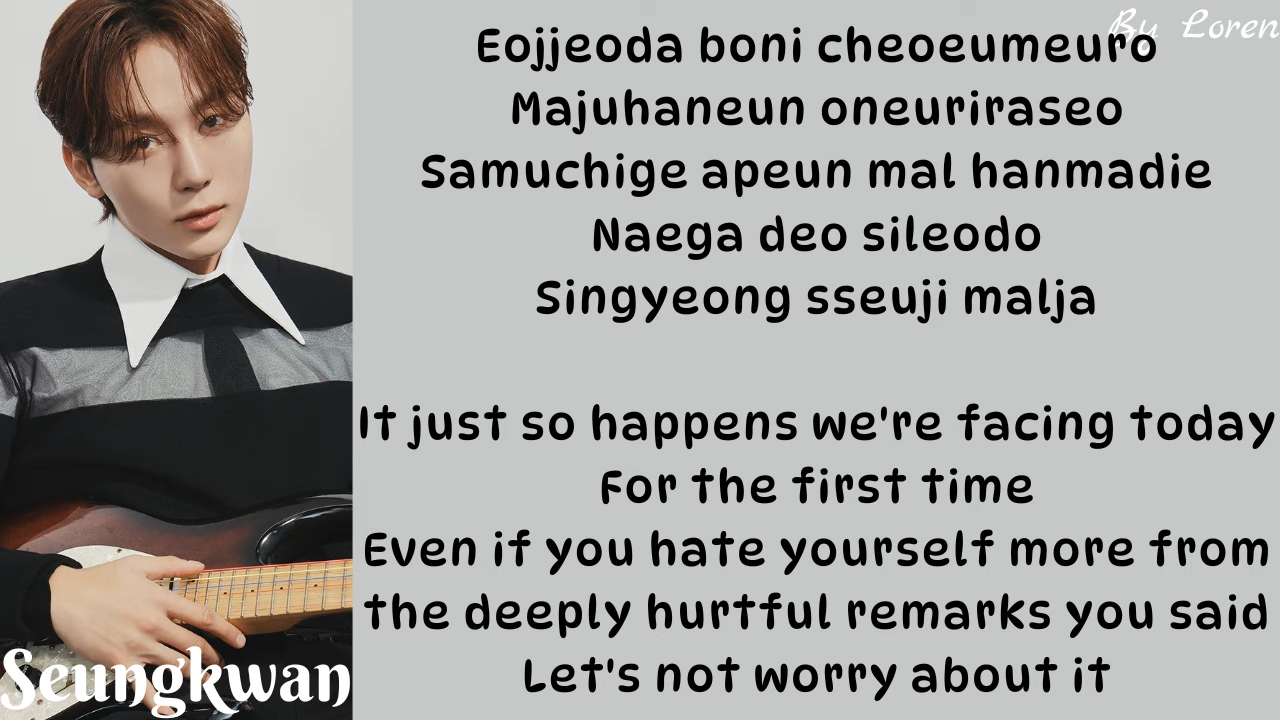 By Loren
Eojjeoda boni cheoeumeuro
Majuhaneun oneuriraseo
Samuchige apeun mal hanmadie
Naega deo sileodo
Singyeong sseuji malja
It just so happens we're facing today
For the first time
Even if you hate yourself more from
the deeply hurtful remarks you said
Let's not worry about it
Seungkwan